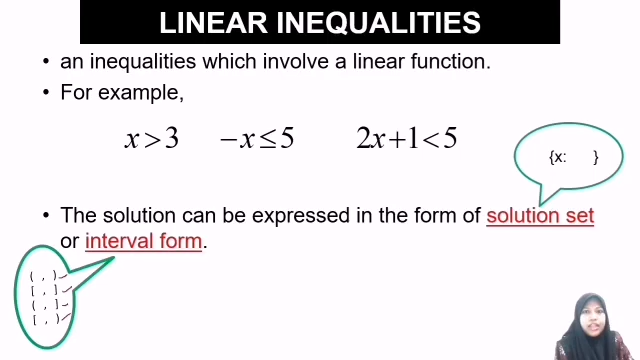 LINEAR INEQUALITIES
• an inequalities which involve a linear function.
• For example,
x > 3    −x ≤ 5    2x + 1 < 5
{x:    }
• The solution can be expressed in the form of solution set
or interval form.
( , )
[ , ]
( , ]
[ , )